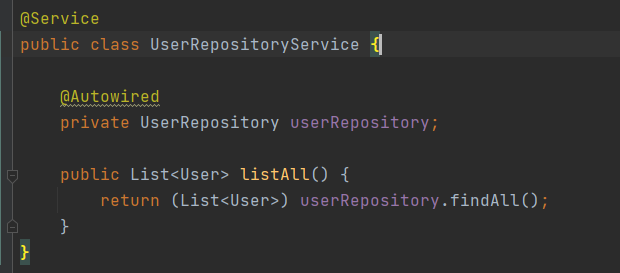 @Service
public class UserRepositoryService {
@Autowired
private UserRepository userRepository;
public List<User> listAll() {
return (List<User>) userRepository.findAll();
}
}